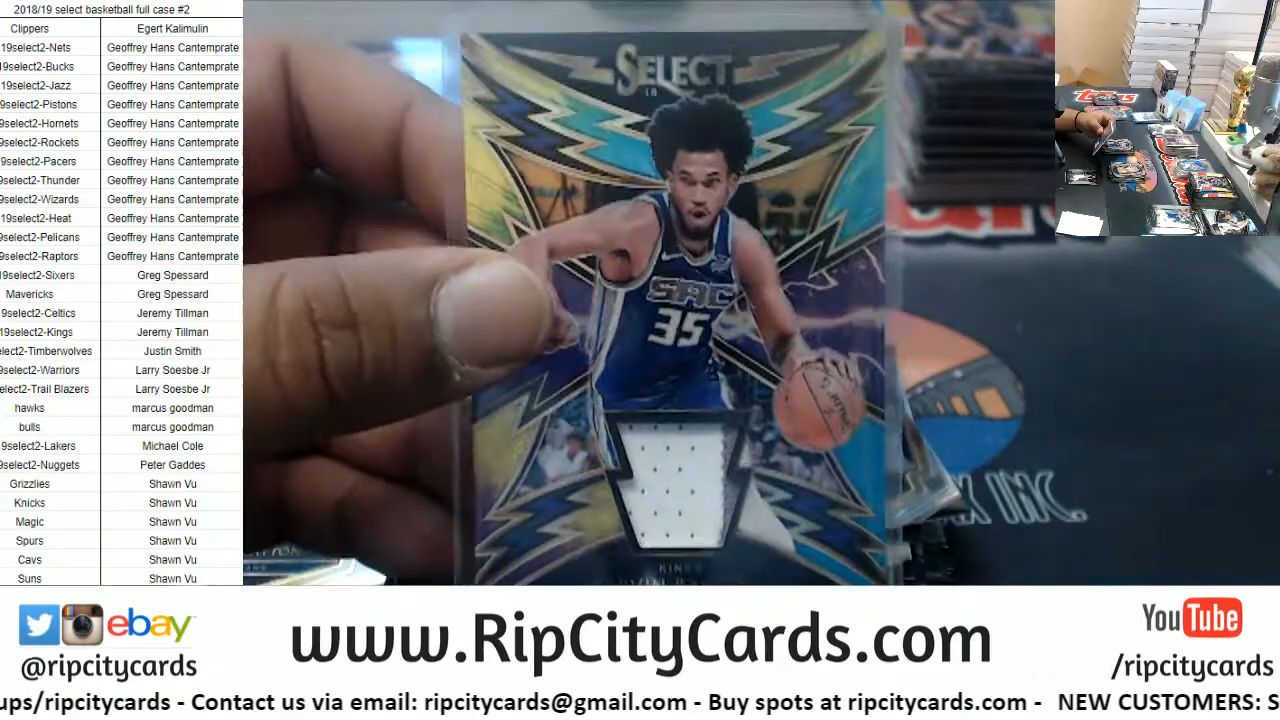 2018/19 select basketball full case #2
Clippers Egert Kalimulin
19select2-Nets Geoffrey Hans Cantemprate
9select2-Bucks Geoffrey Hans Cantemprate
19select2-Jazz Geoffrey Hans Cantemprate
9select2-Pistons Geoffrey Hans Cantemprate
9select2-Hornets Geoffrey Hans Cantemprate
9select2-Rockets Geoffrey Hans Cantemprate
9select2-Pacers Geoffrey Hans Cantemprate
9select2-Thunder Geoffrey Hans Cantemprate
9select2-Wizards Geoffrey Hans Cantemprate
19select2-Heat Geoffrey Hans Cantemprate
9select2-Pelicans Geoffrey Hans Cantemprate
9select2-Raptors Geoffrey Hans Cantemprate
19select2-Sixers Greg Spessard
Mavericks Greg Spessard
9select2-Celtics Jeremy Tillman
19select2-Kings Jeremy Tillman
elect2-Timberwolves Justin Smith
9select2-Warriors Larry Soesbe Jr
elect2-Trail Blazers Larry Soesbe Jr
hawks marcus goodman
bulls marcus goodman
9select2-Lakers Michael Cole
9select2-Nuggets Peter Gaddes
Grizzlies Shawn Vu
Knicks Shawn Vu
Magic Shawn Vu
Spurs Shawn Vu
Cavs Shawn Vu
Suns Shawn Vu
SELECT
18
SAC
35
KINGS
INC.
ebay
@ripcitycards
www.RipCityCards.com
YouTube
/ripcitycards
ups/ripcitycards - Contact us via email: ripcitycards@gmail.com - Buy spots at ripcitycards.com - NEW CUSTOMERS: S